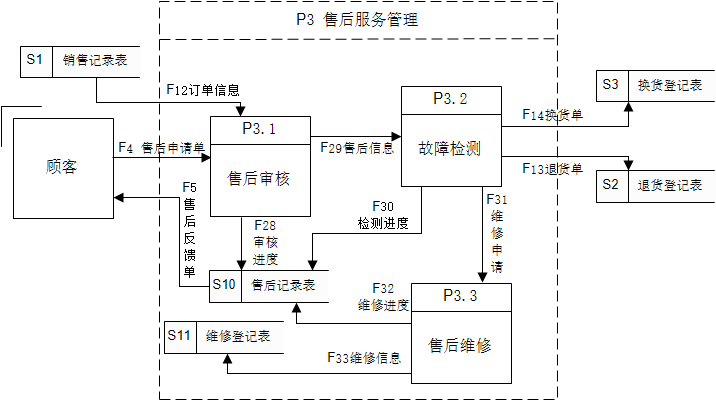 P3 售后服务管理
S1 销售记录表
F12订单信息
S3 换货登记表
P3.1
售后审核
P3.2
故障检测
F14换货单
F4 售后申请单
F29售后信息
顾客
F13退货单
S2 退货登记表
F5
售
后
反
馈
单
F28
审核
进度
F30
检测进度
F31
维
修
申
请
S10 售后记录表
F32
维修进度
P3.3
售后维修
S11 维修登记表
F33维修信息